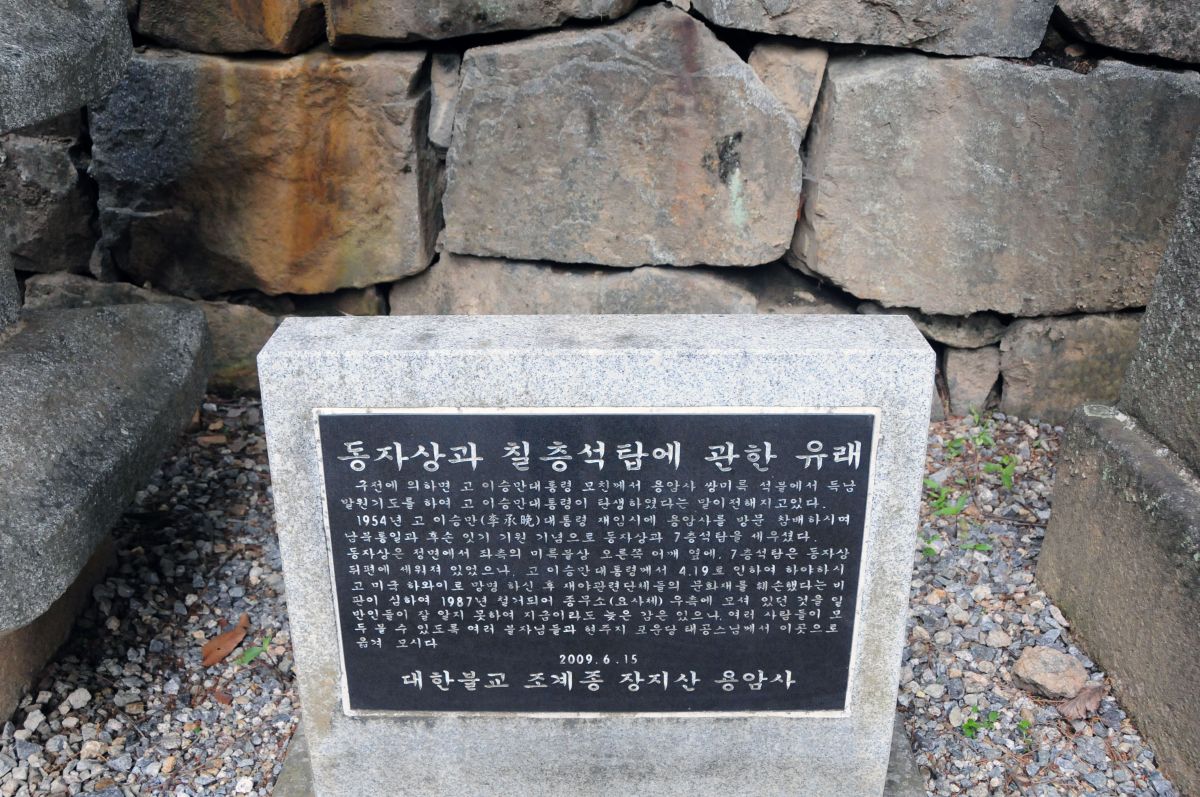 동자상과 칠층석탑에 관한 유래
구전에 의하면 고 이승만대통령 모친께서 용암사 쌍미륵 석불에서 득남
발원기도를 하여 고 이승만대통령이 탄생하였다는 말이전해지고있다.
1954년 고 이승만(李承晩)대통령 재임시에 용암사를 방문 참배하시며
남북통일과 후손 잇기 기원 기념으로 동자상과 7층석탑을 세우셨다.
동자상은 정면에서 좌측의 미륵불상 오른쪽 어깨 옆에, 7층석탑은 동자상
뒤편에 세워져 있었으나, 고 이승만대통령께서 4.19로 인하여 하야하시
고 미국 하와이로 망명 하신 후 재야관련단체들의 문화재를 훼손했다는 비
판이 심하여 1987년 철거되어 종무소(요사채) 우측에 모셔 있던 것을 일
반인들이 잘 알지 못하여 지금이라도 늦은 감은 있으나, 여러 사람들이 모
두 볼 수 있도록 여러 불자님들과 현주지 코운당 태공스님께서 이곳으로
옮겨 모시다
2009.6.15
대한불교 조계종 장지산 용암사